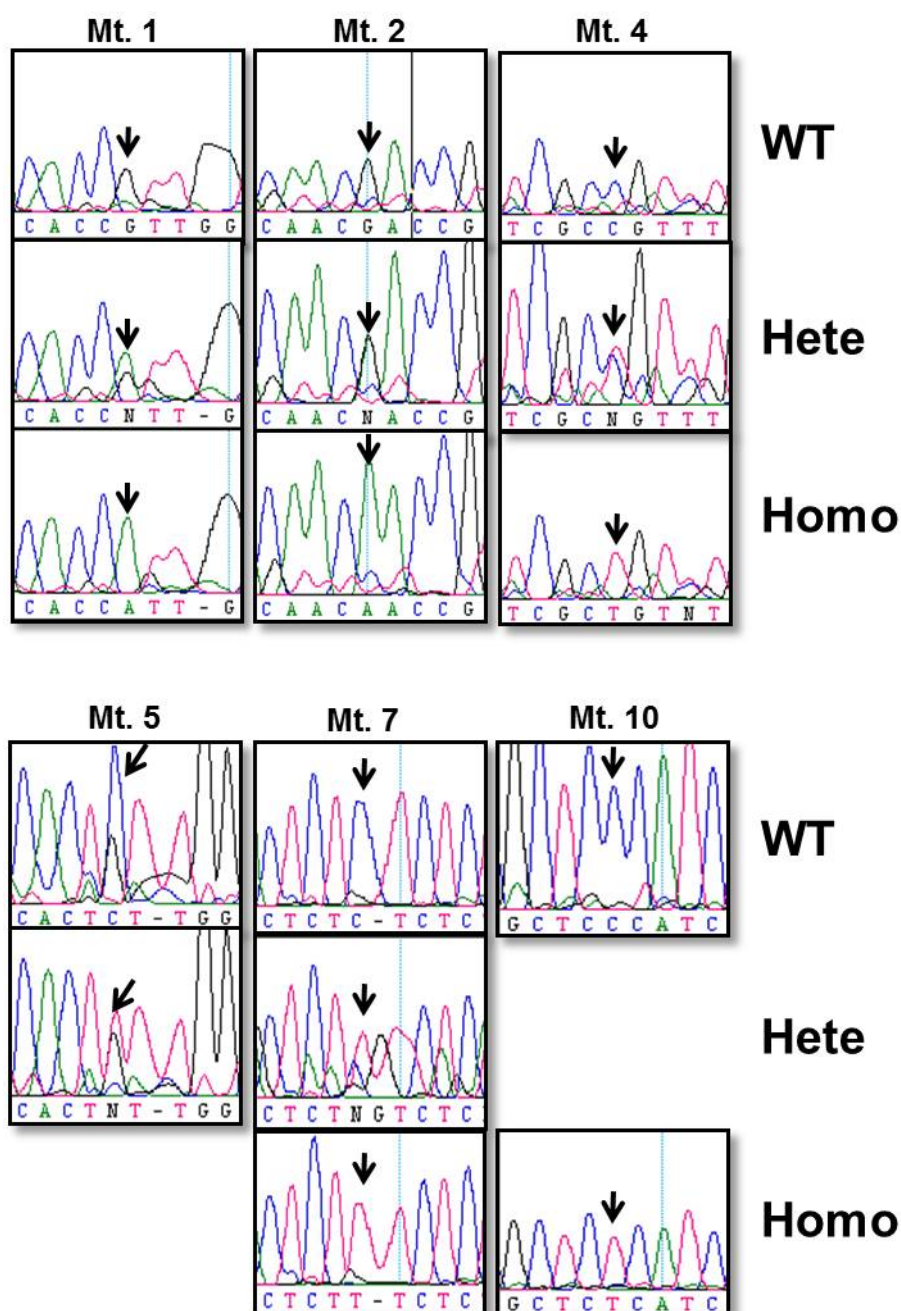 Mt. 1 Mt. 2 Mt. 4
WT
C A C C G T T G G
C A A C G A C C G
T C G C C G T T T
Hete
C A C C N T T - G
C A A C N A C C G
T C G C N G T T T
Homo
C A C C A T T - G
C A A C A A C C G
T C G C T G T N T
Mt. 5 Mt. 7 Mt. 10
WT
C A C T C T - T G G
C T C T C - T C T C
G C T C C C A T C
Hete
C A C T N T - T G G
C T C T N G T C T C
Homo
C T C T T - T C T C
G C T C T C A T C